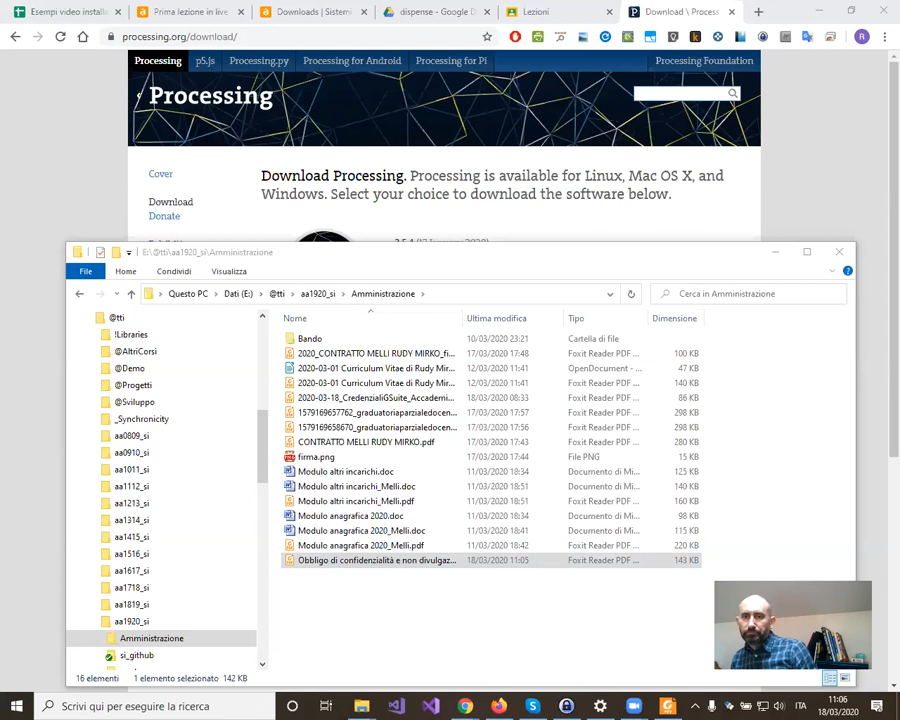 Esempi video install
Prima lezione in live
Downloads | Sistemi
dispense - Google D
Lezioni
Download \ Process
processing.org/download/
R
Processing
p5.js
Processing.py
Processing for Android
Processing for Pi
Processing Foundation
Processing
Cover
Download
Donate
Download Processing. Processing is available for Linux, Mac OS X, and
Windows. Select your choice to download the software below.
E:\@tti\aa1920_si\Amministrazione
File
Home
Condividi
Visualizza
Questo PC > Dati (E:) > @tti > aa1920_si > Amministrazione >
Cerca in Amministrazione
Nome
Ultima modifica
Tipo
Dimensione
@tti
!Libraries
@AltriCorsi
@Demo
@Progetti
@Sviluppo
_Synchronicity
aa0809_si
aa0910_si
aa1011_si
aa1112_si
aa1213_si
aa1314_si
aa1415_si
aa1516_si
aa1617_si
aa1718_si
aa1819_si
aa1920_si
Amministrazione
si_github
Bando 10/03/2020 23:21 Cartella di file
2020_CONTRATTO MELLI RUDY MIRKO_fi... 17/03/2020 17:48 Foxit Reader PDF ... 100 KB
2020-03-01 Curriculum Vitae di Rudy Mir... 12/03/2020 11:41 OpenDocument - ... 47 KB
2020-03-01 Curriculum Vitae di Rudy Mir... 12/03/2020 11:41 Foxit Reader PDF ... 140 KB
2020-03-18_CredenzialiGSuite_Accademi... 18/03/2020 08:33 Foxit Reader PDF ... 86 KB
1579169657762_graduatoriaparzialedocen... 17/03/2020 17:48 Foxit Reader PDF ... 298 KB
1579169658670_graduatoriaparzialedocen... 17/03/2020 17:56 Foxit Reader PDF ... 298 KB
CONTRATTO MELLI RUDY MIRKO.pdf 17/03/2020 17:43 Foxit Reader PDF ... 280 KB
firma.png 17/03/2020 17:44 File PNG 15 KB
Modulo altri incarichi.doc 11/03/2020 18:34 Documento di Mi... 125 KB
Modulo altri incarichi_Melli.doc 11/03/2020 18:51 Documento di Mi... 140 KB
Modulo altri incarichi_Melli.pdf 11/03/2020 18:51 Foxit Reader PDF ... 160 KB
Modulo anagrafica 2020.doc 11/03/2020 18:34 Documento di Mi... 98 KB
Modulo anagrafica 2020_Melli.doc 11/03/2020 18:41 Documento di Mi... 115 KB
Modulo anagrafica 2020_Melli.pdf 11/03/2020 18:42 Foxit Reader PDF ... 220 KB
Obbligo di confidenzialità e non divulgaz... 18/03/2020 11:05 Foxit Reader PDF ... 143 KB
16 elementi
1 elemento selezionato 142 KB
Scrivi qui per eseguire la ricerca
ITA
11:06
18/03/2020